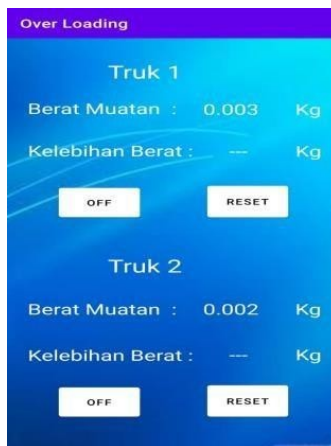 Over Loading
Truk 1
Berat Muatan : 0.003 Kg
Kelebihan Berat : --- Kg
OFF RESET
Truk 2
Berat Muatan : 0.002 Kg
Kelebihan Berat : --- Kg
OFF RESET